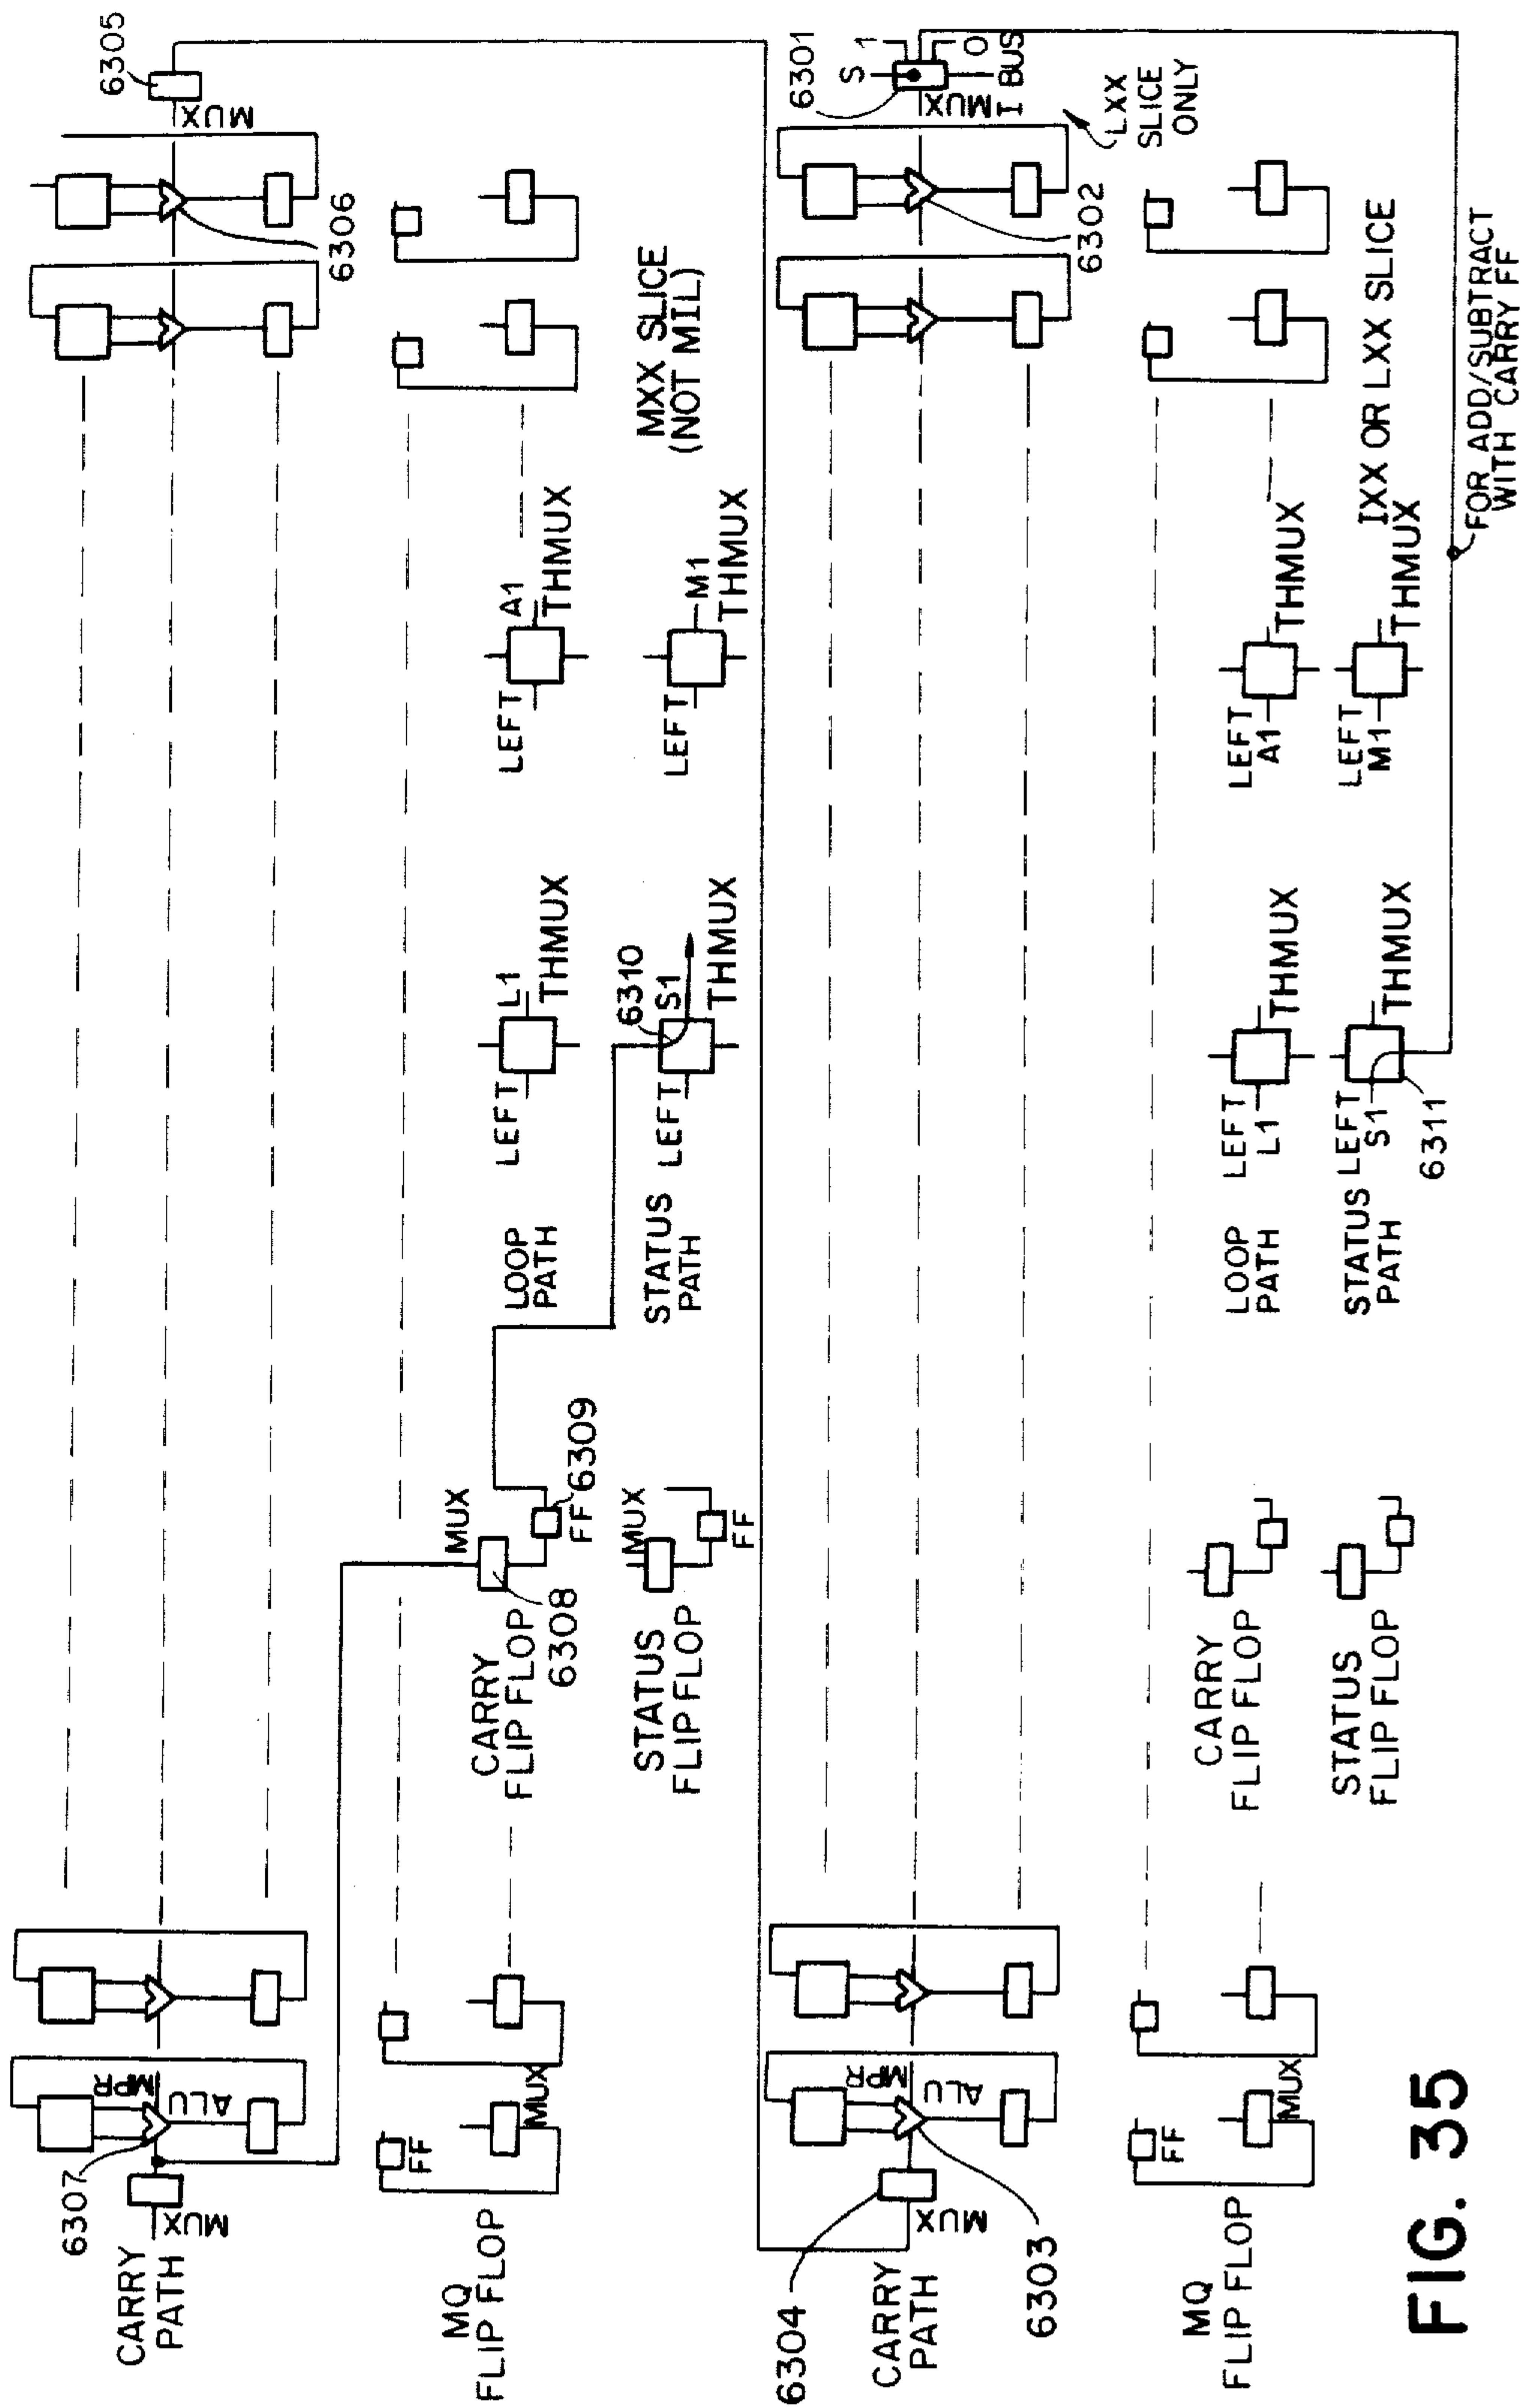 6307
CARRY
PATH
MUX
MPR
ALU
6306
MUX
6305
MQ
FLIP FLOP
FF
MUX
CARRY
FLIP FLOP
6308
MUX
FF
6309
STATUS
FLIP FLOP
MUX
FF
LOOP
PATH
LEFT
L1
THMUX
STATUS
PATH
LEFT
6310
S1
THMUX
LEFT
A1
THMUX
LEFT
M1
THMUX
MXX SLICE
(NOT MIL)
6304
CARRY
PATH
MUX
MPR
ALU
6303
6302
6301
S
1
0
MUX
I BUS
LXX
SLICE
ONLY
MQ
FLIP FLOP
FF
MUX
CARRY
FLIP FLOP
STATUS
FLIP FLOP
LOOP
PATH
LEFT
L1
THMUX
STATUS
PATH
LEFT
S1
THMUX
6311
LEFT
A1
THMUX
LEFT
M1
THMUX
IXX OR LXX SLICE
FOR ADD/SUBTRACT
WITH CARRY FF
FIG. 35